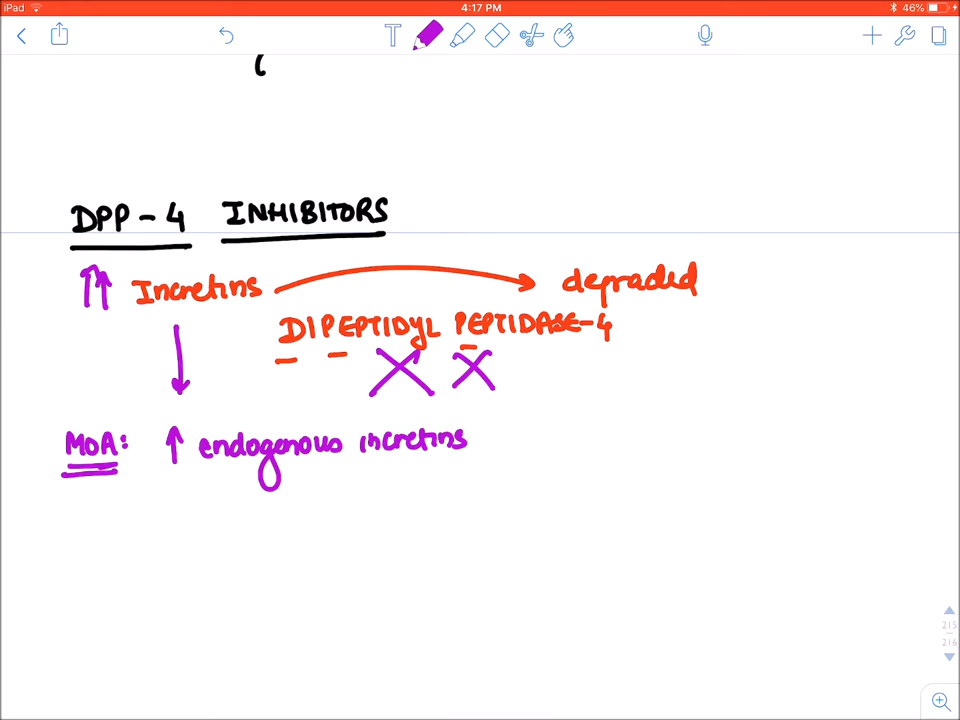 iPad 4:17 PM 46%
T
(
DPP-4 INHIBITORS
↑↑ Incretins → degraded
DIPEPTIDYL PEPTIDASE-4
MOA: ↑ endogenous incretins
215
216